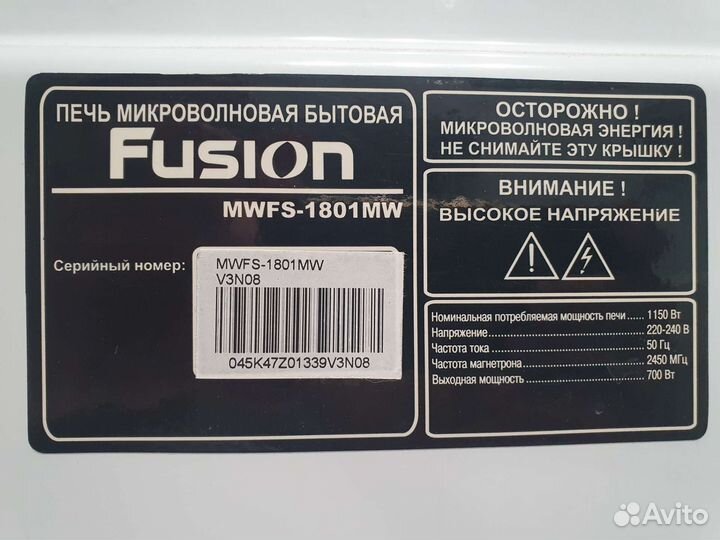 ПЕЧЬ МИКРОВОЛНОВАЯ БЫТОВАЯ
FUSION
MWFS-1801MW
Серийный номер:
MWFS-1801MW
V3N08
045K47Z01339V3N08
ОСТОРОЖНО !
МИКРОВОЛНОВАЯ ЭНЕРГИЯ !
НЕ СНИМАЙТЕ ЭТУ КРЫШКУ !
ВНИМАНИЕ !
ВЫСОКОЕ НАПРЯЖЕНИЕ
Номинальная потребляемая мощность печи ..... 1150 Вт
Напряжение ..... 220-240 В
Частота тока ..... 50 Гц
Частота магнетрона ..... 2450 МГц
Выходная мощность ..... 700 Вт
Avito